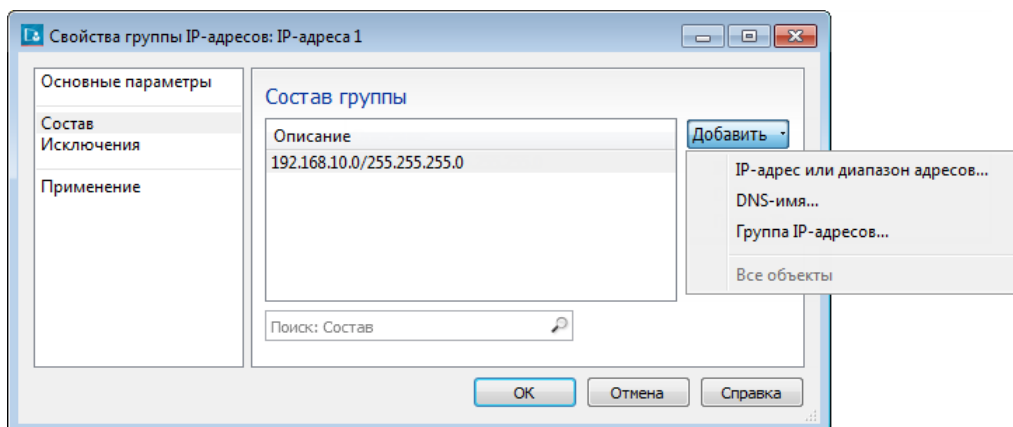 Свойства группы IP-адресов: IP-адреса 1
Основные параметры
Состав
Исключения
Применение
Состав группы
Описание
192.168.10.0/255.255.255.0
Поиск: Состав
Добавить
IP-адрес или диапазон адресов...
DNS-имя...
Группа IP-адресов...
Все объекты
OK
Отмена
Справка